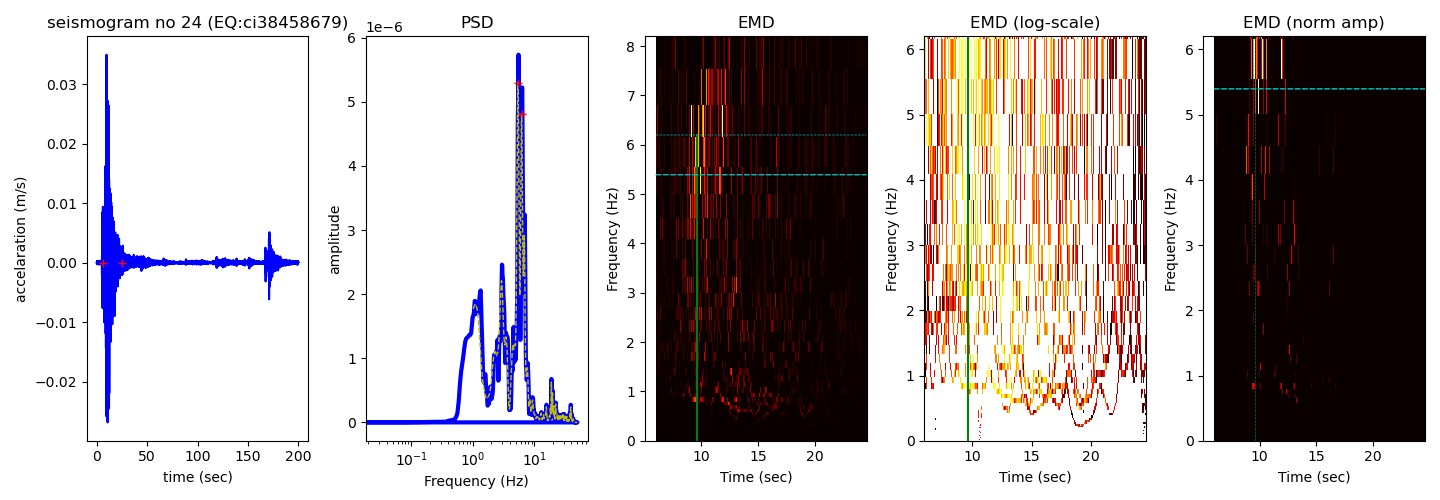 seismogram no 24 (EQ:ci38458679)
accelaration (m/s)
0.03
0.02
0.01
0.00
−0.01
−0.02
0 50 100 150 200
time (sec)
PSD
1e−6
amplitude
6
5
4
3
2
1
0
10⁻¹ 10⁰ 10¹
Frequency (Hz)
EMD
Frequency (Hz)
8
7
6
5
4
3
2
1
0
10 15 20
Time (sec)
EMD (log-scale)
Frequency (Hz)
6
5
4
3
2
1
0
10 15 20
Time (sec)
EMD (norm amp)
Frequency (Hz)
6
5
4
3
2
1
0
10 15 20
Time (sec)